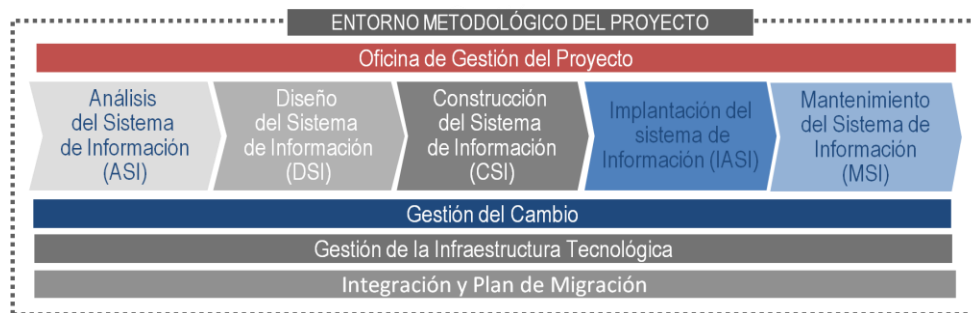 ENTORNO METODOLÓGICO DEL PROYECTO
Oficina de Gestión del Proyecto
Análisis
del Sistema
de Información
(ASI)
Diseño
del Sistema
de Información
(DSI)
Construcción
del Sistema
de Información
(CSI)
Implantación del
sistema de
Información (IASI)
Mantenimiento
del Sistema de
Información
(MSI)
Gestión del Cambio
Gestión de la Infraestructura Tecnológica
Integración y Plan de Migración